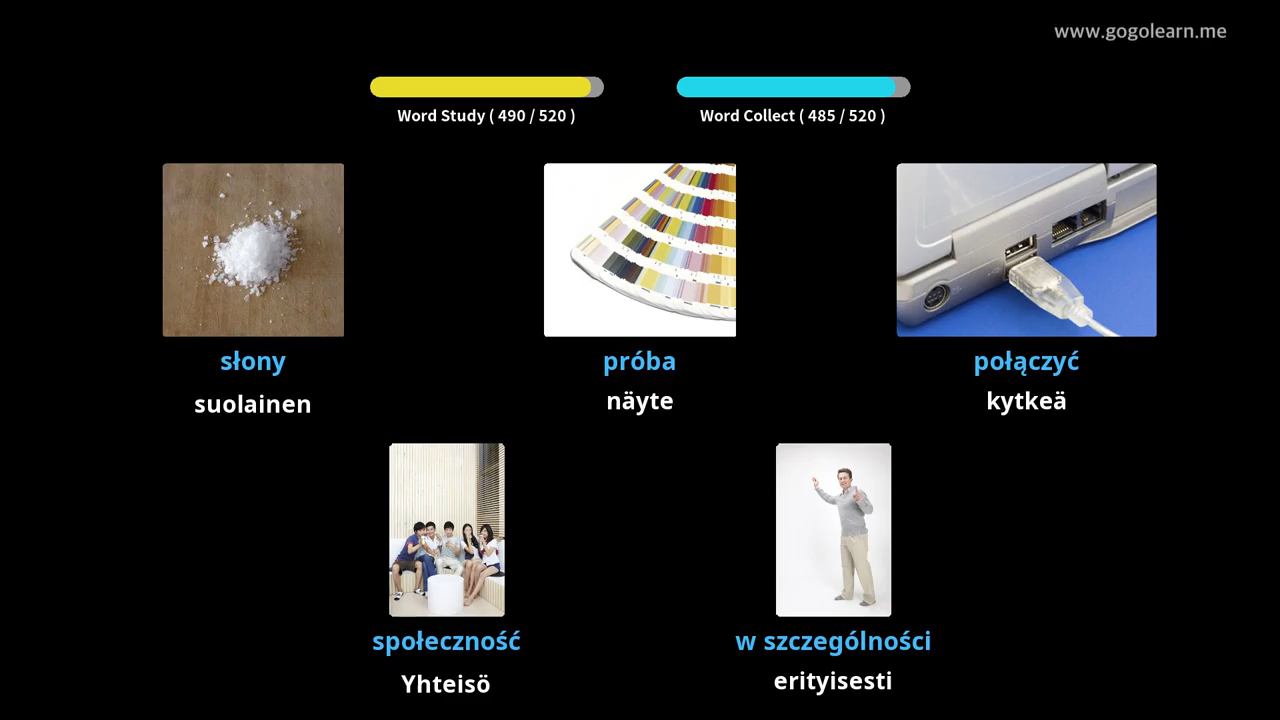 www.gogolearn.me
Word Study ( 490 / 520 )
Word Collect ( 485 / 520 )
słony
próba
połączyć
suolainen
näyte
kytkeä
społeczność
w szczególności
Yhteisö
erityisesti